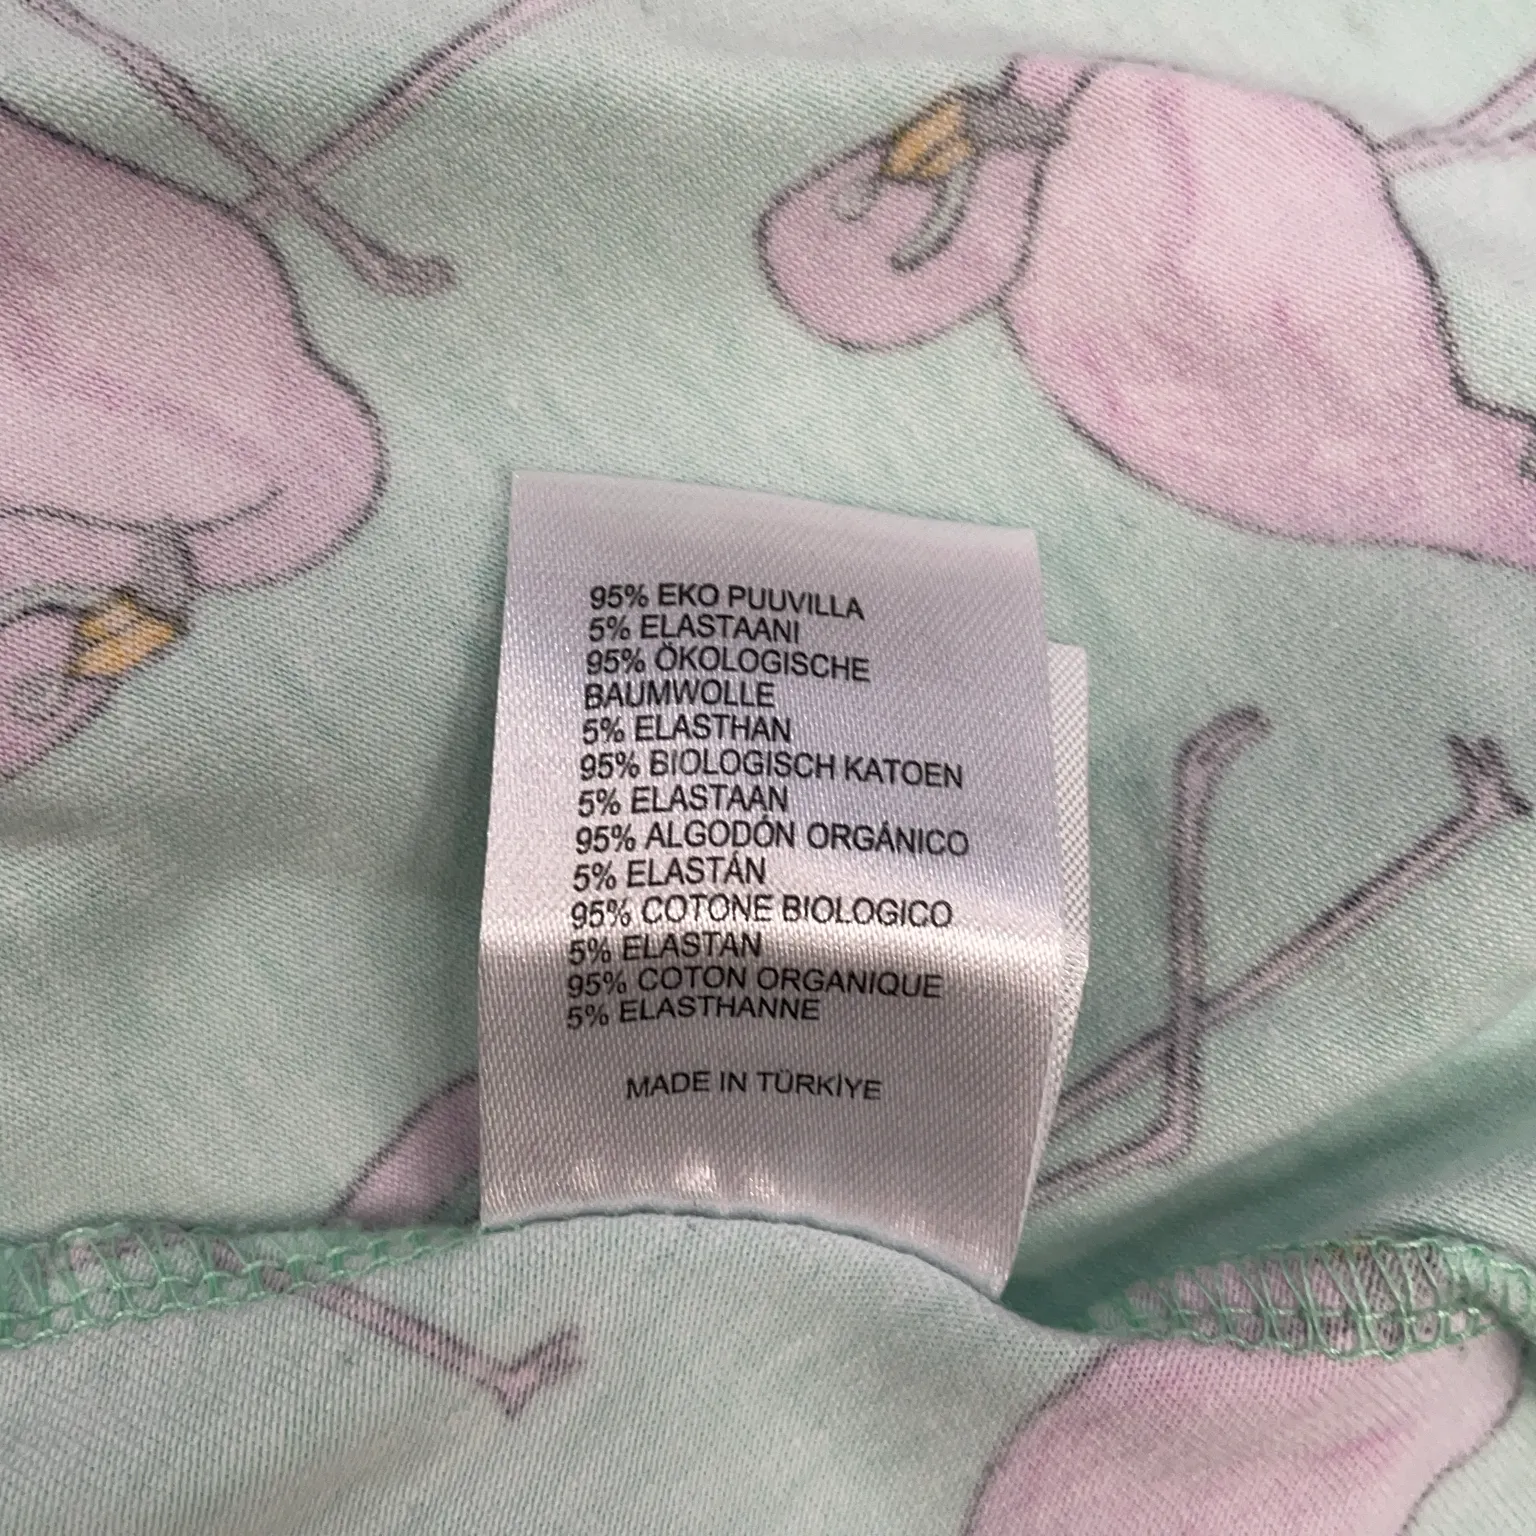 95% EKO PUUVILLA
5% ELASTAANI
95% ÖKOLOGISCHE
BAUMWOLLE
5% ELASTHAN
95% BIOLOGISCH KATOEN
5% ELASTAAN
95% ALGODÓN ORGÁNICO
5% ELASTÁN
95% COTONE BIOLOGICO
5% ELASTAN
95% COTON ORGANIQUE
5% ELASTHANNE
MADE IN TÜRKİYE